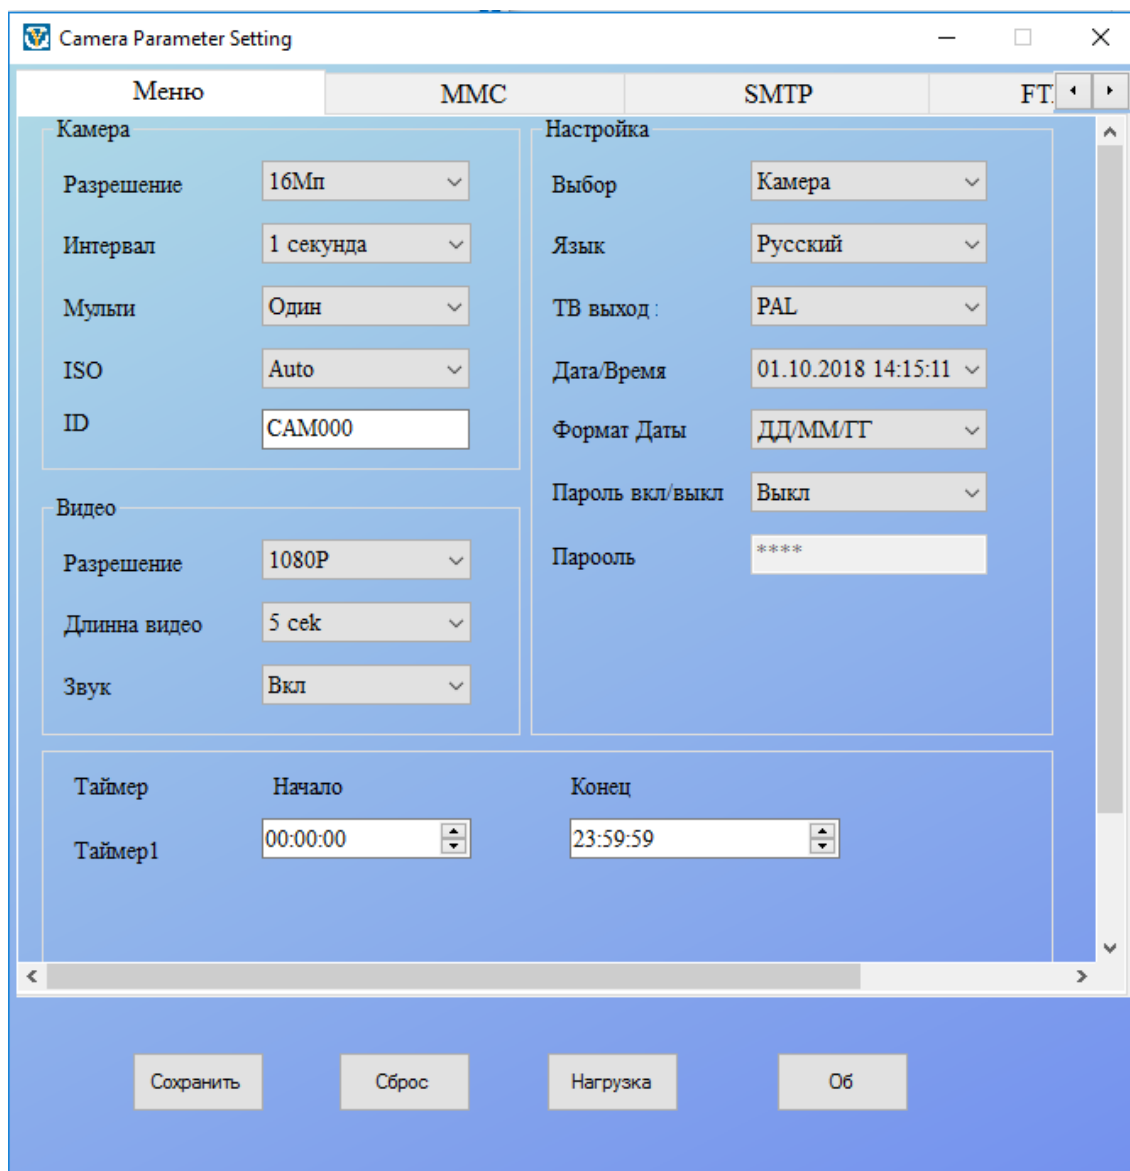 Camera Parameter Setting
Меню MMC SMTP FT
Камера
Разрешение 16Мп
Интервал 1 секунда
Мульти Один
ISO Auto
ID CAM000
Видео
Разрешение 1080P
Длинна видео 5 cek
Звук Вкл
Настройка
Выбор Камера
Язык Русский
ТВ выход : PAL
Дата/Время 01.10.2018 14:15:11
Формат Даты ДД/ММ/ГГ
Пароль вкл/выкл Выкл
Парооль ****
Таймер Начало Конец
Таймер1 00:00:00 23:59:59
Сохранить Сброс Нагрузка Об